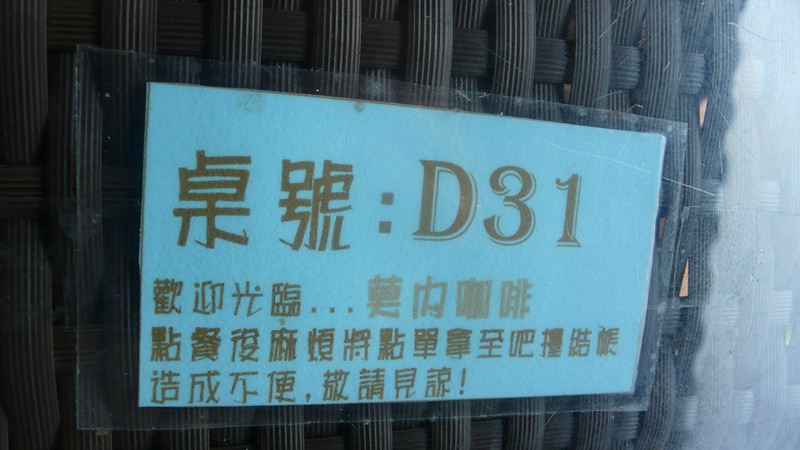 桌號:D31
歡迎光臨...莫內咖啡
點餐後麻煩將點單拿至吧檯結帳
造成不便,敬請見諒!